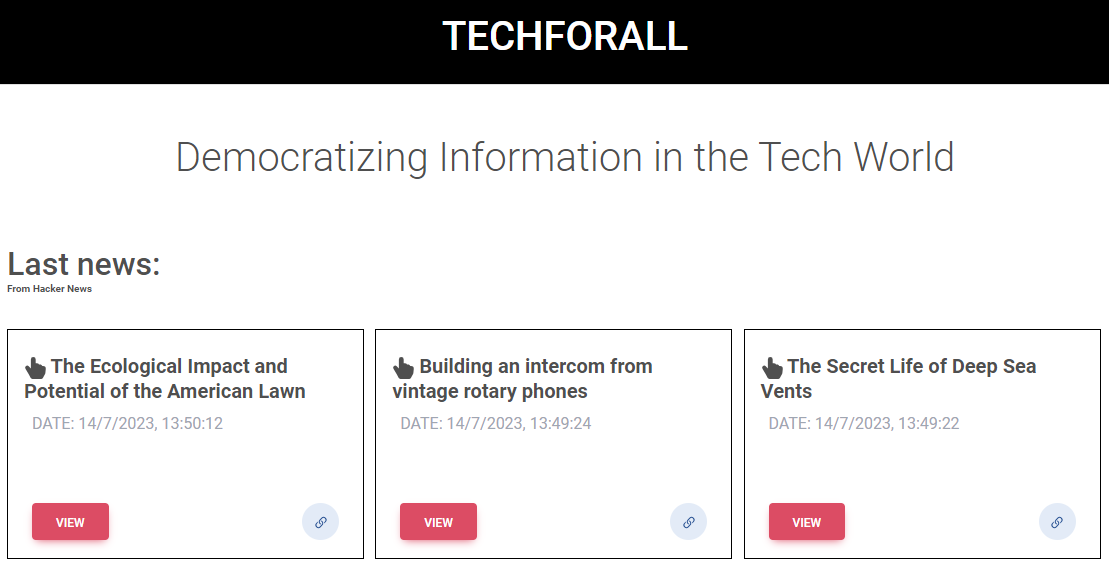 TECHFORALL
Democratizing Information in the Tech World
Last news:
From Hacker News
The Ecological Impact and
Potential of the American Lawn
DATE: 14/7/2023, 13:50:12
VIEW
Building an intercom from
vintage rotary phones
DATE: 14/7/2023, 13:49:24
VIEW
The Secret Life of Deep Sea
Vents
DATE: 14/7/2023, 13:49:22
VIEW